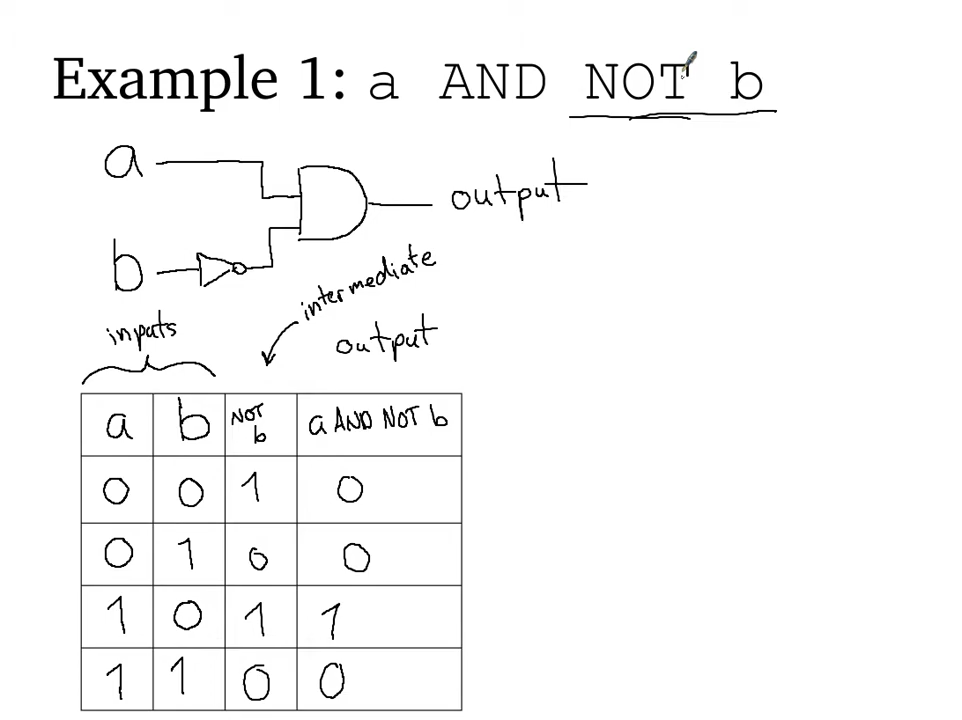 Example 1: a AND NOT b
a
output
b
intermediate
inputs
output
a b NOT b a AND NOT b
0 0 1 0
0 1 0 0
1 0 1 1
1 1 0 0